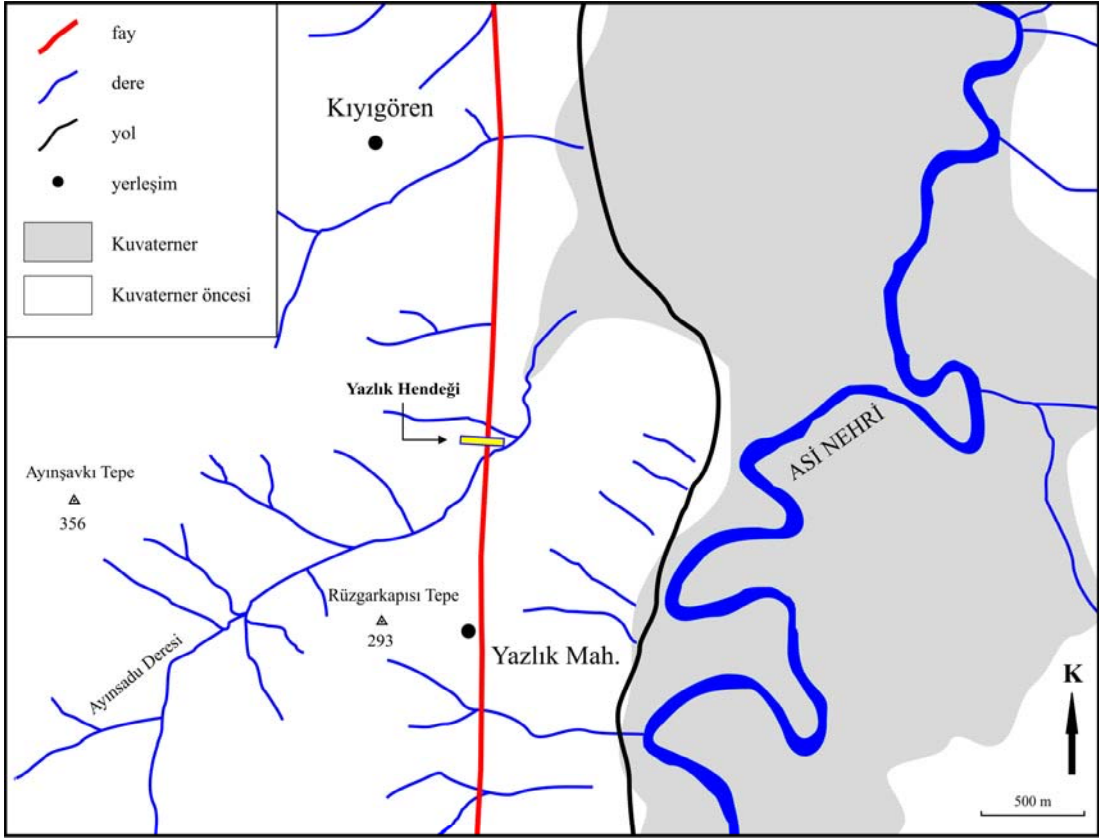 fay
dere
yol
yerleşim
Kuvaterner
Kuvaterner öncesi
Kıyıgören
Yazlık Hendeği
ASİ NEHRİ
Ayınşavkı Tepe
356
Rüzgarkapısı Tepe
293
Yazlık Mah.
Ayınsadu Deresi
K
500 m